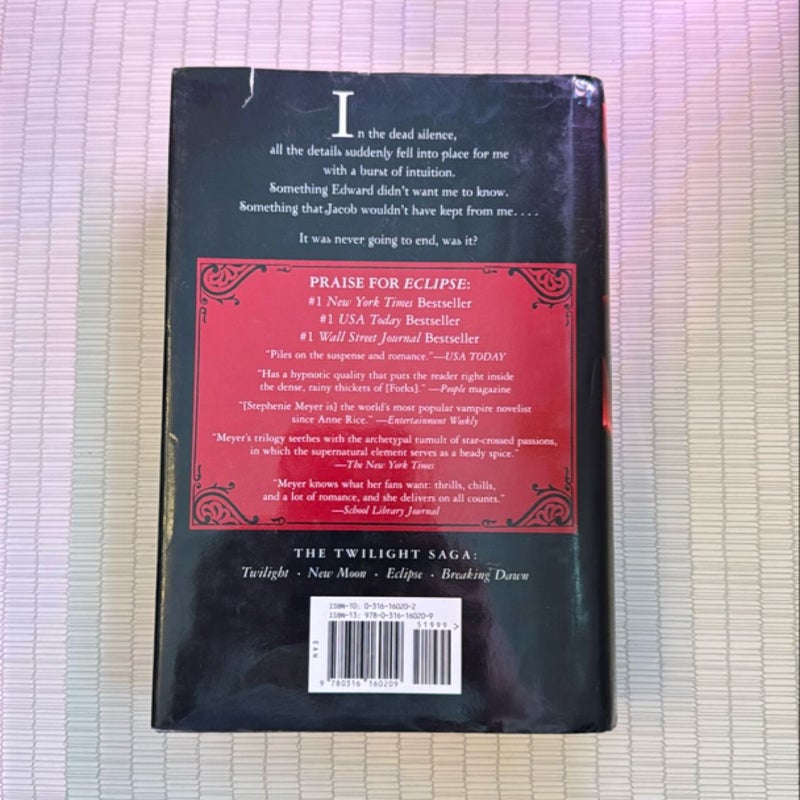 In the dead silence,
all the details suddenly fell into place for me
with a burst of intuition.
Something Edward didn't want me to know.
Something that Jacob wouldn't have kept from me. . . .
It was never going to end, was it?
PRAISE FOR ECLIPSE:
#1 New York Times Bestseller
#1 USA Today Bestseller
#1 Wall Street Journal Bestseller
"Piles on the suspense and romance."—USA TODAY
"Has a hypnotic quality that puts the reader right inside
the dense, rainy thickets of [Forks]." —People magazine
"[Stephenie Meyer is] the world's most popular vampire novelist
since Anne Rice." —Entertainment Weekly
"Meyer's trilogy seethes with the archetypal tumult of star-crossed passions,
in which the supernatural element serves as a heady spice."
—The New York Times
"Meyer knows what her fans want: thrills, chills,
and a lot of romance, and she delivers on all counts."
—School Library Journal
THE TWILIGHT SAGA:
Twilight · New Moon · Eclipse · Breaking Dawn
ISBN-10: 0-316-16020-2
ISBN-13: 978-0-316-16020-9
51999 >
EAN
9 780316 160209